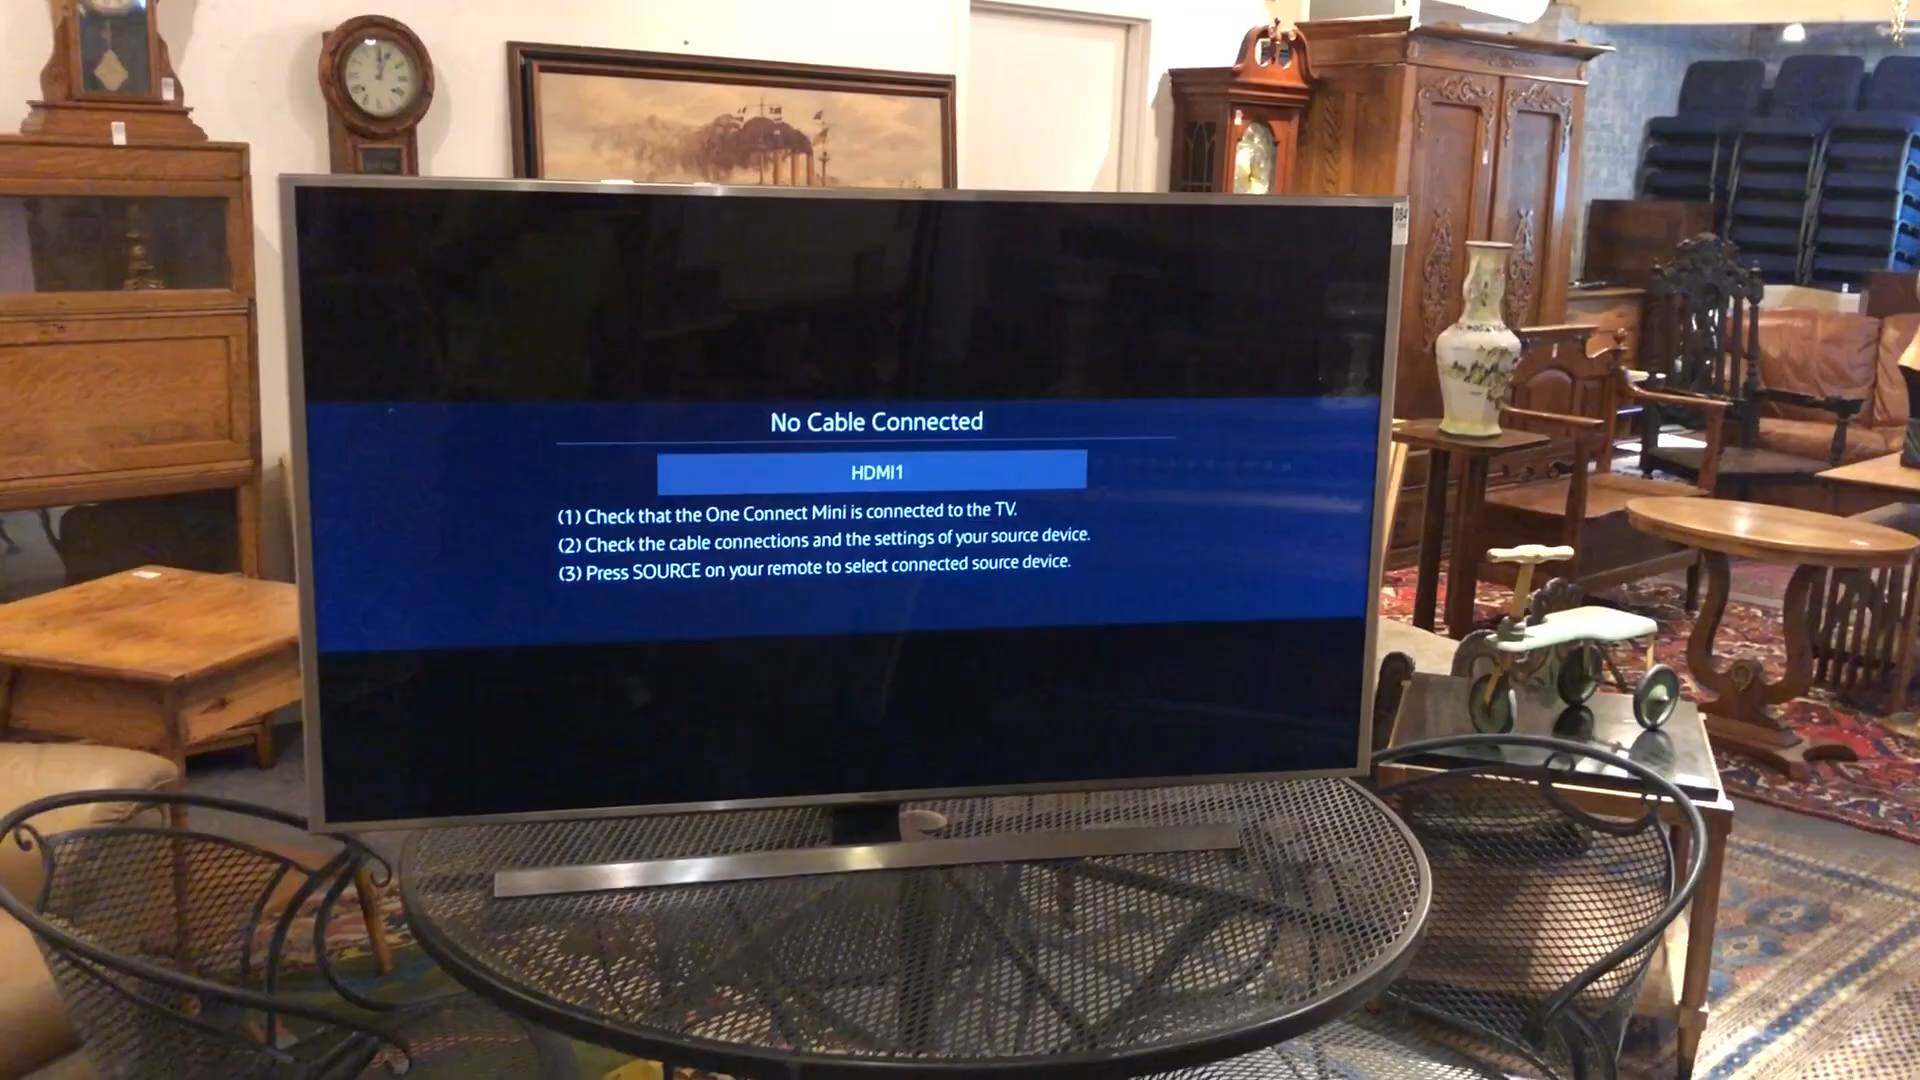 No Cable Connected
HDMI1
(1) Check that the One Connect Mini is connected to the TV.
(2) Check the cable connections and the settings of your source device.
(3) Press SOURCE on your remote to select connected source device.